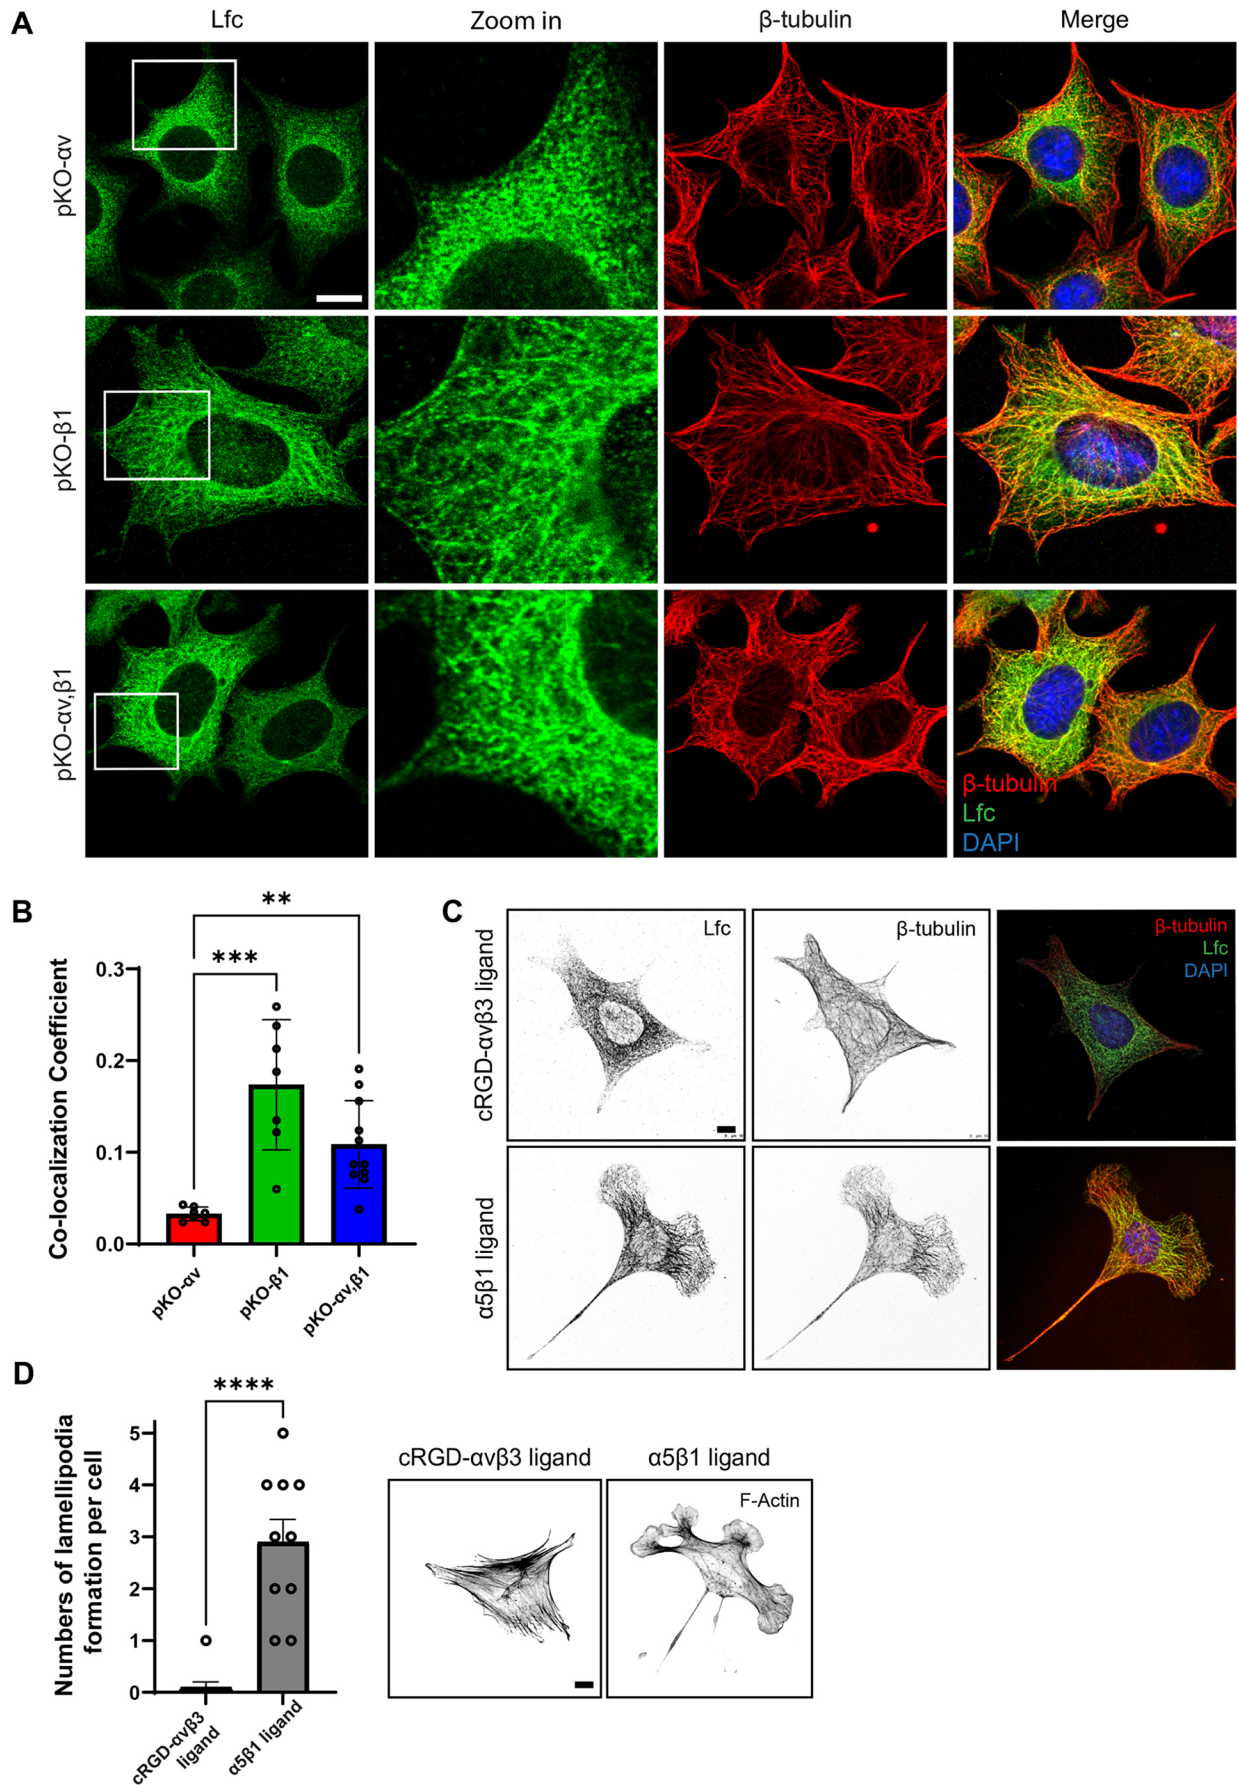 A
Lfc
Zoom in
β-tubulin
Merge
pKO-αv
pKO-β1
pKO-αv,β1
β-tubulin
Lfc
DAPI
B
**
***
Co-localization Coefficient
0.3
0.2
0.1
0.0
pKO-αv
pKO-β1
pKO-αv,β1
C
cRGD-αvβ3 ligand
Lfc
β-tubulin
β-tubulin
Lfc
DAPI
α5β1 ligand
D
****
Numbers of lamellipodia
formation per cell
5
4
3
2
1
0
cRGD-αvβ3
ligand
α5β1 ligand
cRGD-αvβ3 ligand
α5β1 ligand
F-Actin